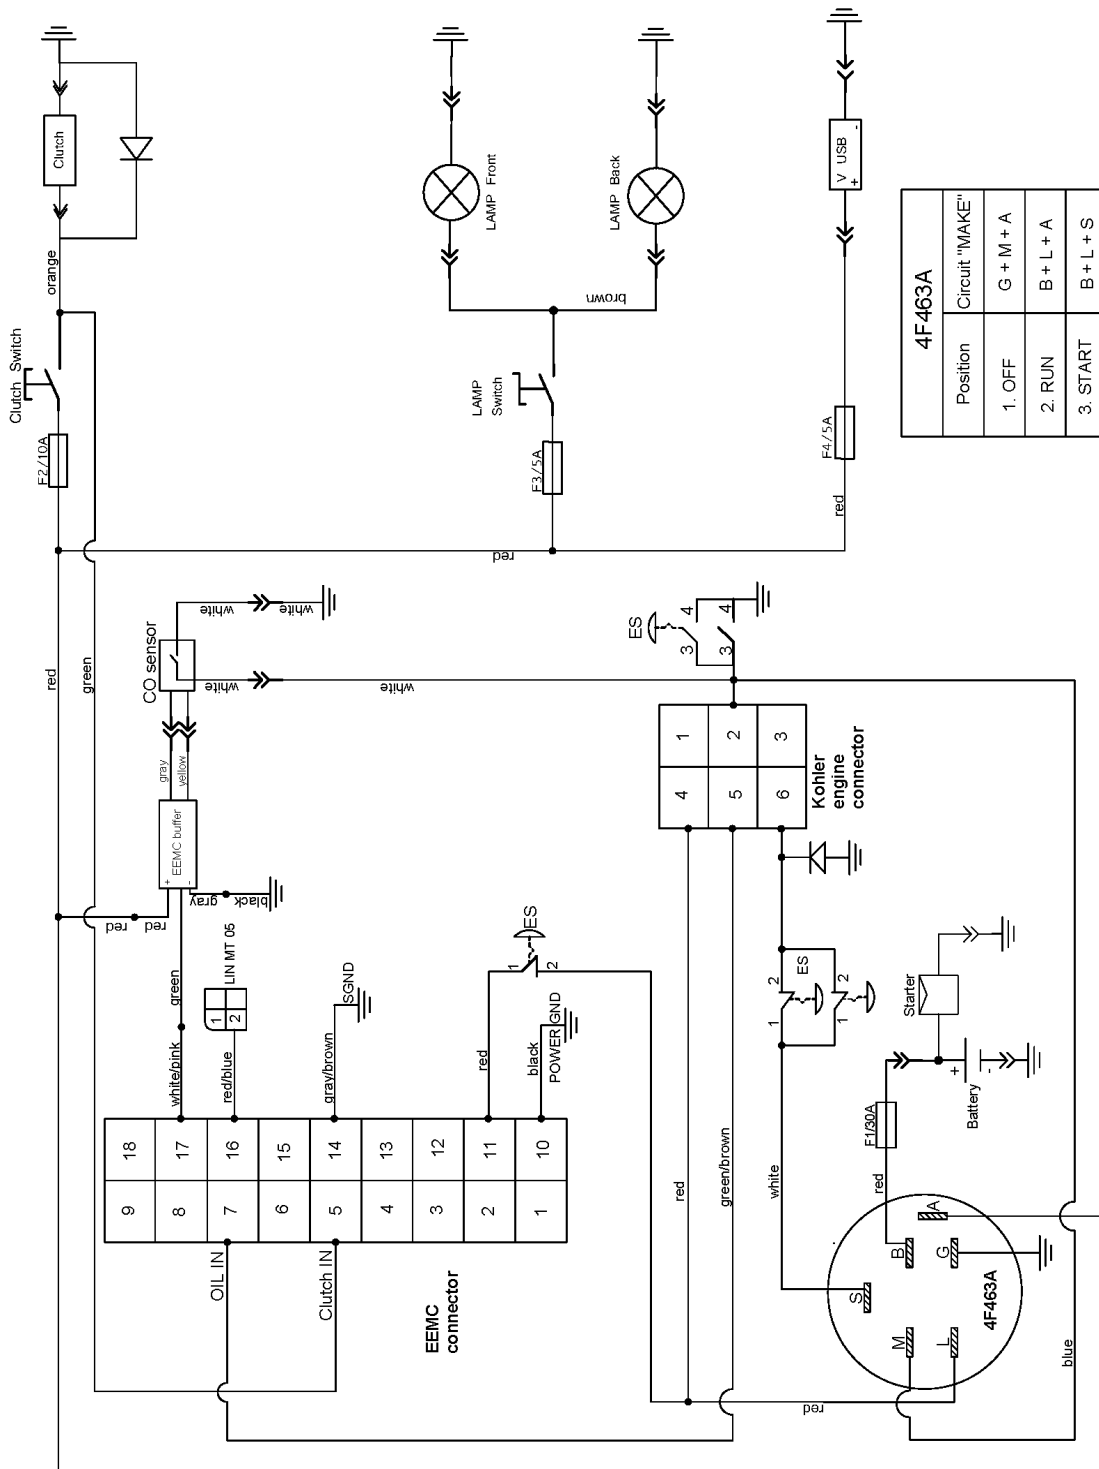 Clutch Switch
F2/10A
orange
Clutch
red
green
CO sensor
white
white
white
white
gray
yellow
EEMC buffer
+
-
red
red
gray
black
green
white/pink
LIN MT 05
1
2
red/blue
SGND
gray/brown
ES
1
2
red
black
POWER GND
9
18
8
17
7
16
6
15
5
14
4
13
3
12
2
11
1
10
OIL IN
Clutch IN
EEMC
connector
LAMP
Switch
F3/5A
red
brown
LAMP Front
LAMP Back
F4/5A
red
V USB
+
-
ES
3
4
3
4
4
1
5
2
6
3
Kohler
engine
connector
red
green/brown
white
ES
1
2
1
2
Starter
F1/30A
red
+
-
Battery
S
B
A
M
G
L
4F463A
red
blue
4F463A
Position
Circuit "MAKE"
1. OFF
G + M + A
2. RUN
B + L + A
3. START
B + L + S